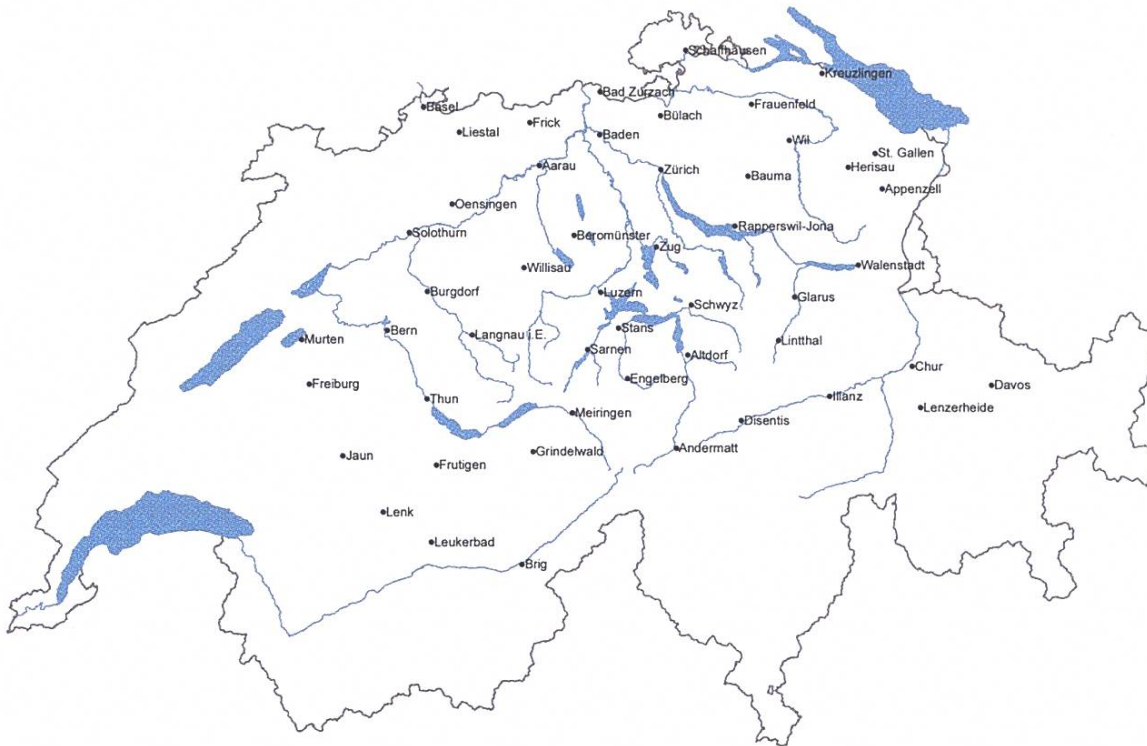 Schaffhausen
Kreuzlingen
Bad Zurzach
Basel
Frauenfeld
Bülach
Frick
Liestal
Baden
Wil
St. Gallen
Aarau
Herisau
Zürich
Bauma
Appenzell
Oensingen
Rapperswil-Jona
Solothurn
Beromünster
Zug
Walenstadt
Willisau
Burgdorf
Luzern
Glarus
Schwyz
Stans
Bern
Langnau i.E.
Murten
Lintthal
Sarnen
Altdorf
Chur
Engelberg
Freiburg
Davos
Thun
Illanz
Lenzerheide
Meiringen
Disentis
Andermatt
Grindelwald
Jaun
Frutigen
Lenk
Leukerbad
Brig